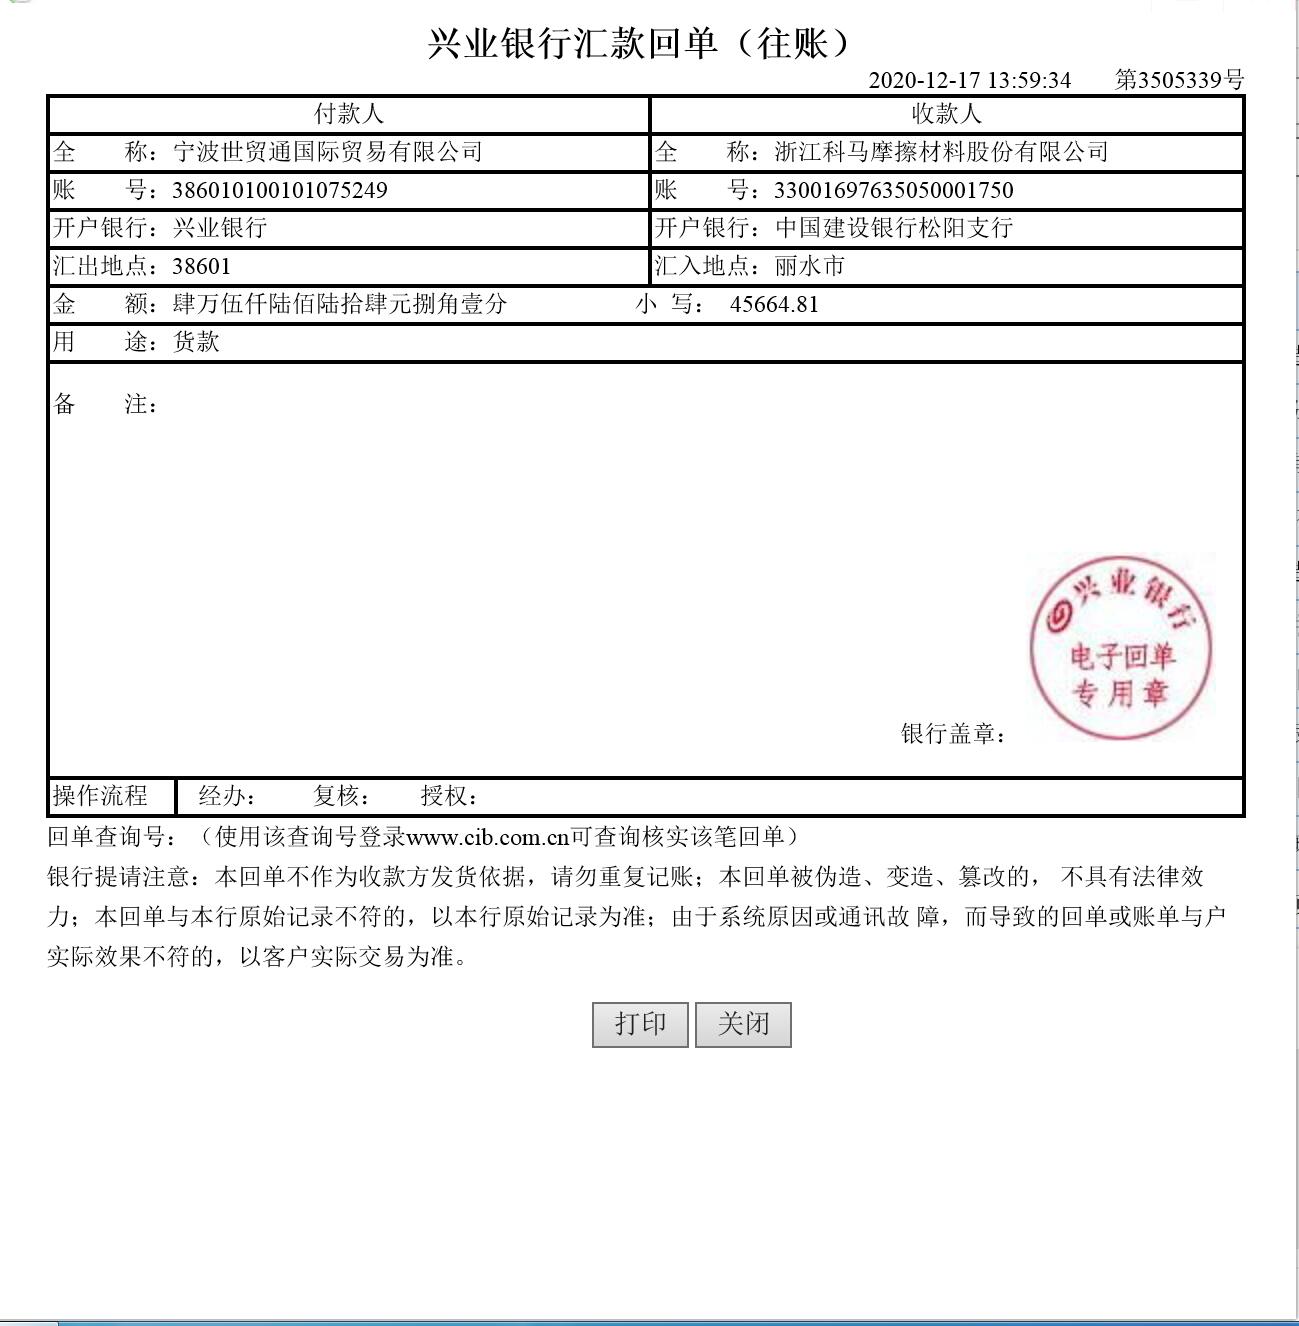 兴业银行汇款回单（往账）
2020-12-17 13:59:34 第3505339号
付款人 收款人
全 称：宁波世贸通国际贸易有限公司 全 称：浙江科马摩擦材料股份有限公司
账 号：386010100101075249 账 号：33001697635050001750
开户银行：兴业银行 开户银行：中国建设银行松阳支行
汇出地点：38601 汇入地点：丽水市
金 额：肆万伍仟陆佰陆拾肆元捌角壹分 小 写： 45664.81
用 途：货款
备 注：
兴业银行
电子回单
专用章
银行盖章：
操作流程 经办： 复核： 授权：
回单查询号：（使用该查询号登录www.cib.com.cn可查询核实该笔回单）
银行提请注意：本回单不作为收款方发货依据，请勿重复记账；本回单被伪造、变造、篡改的， 不具有法律效
力；本回单与本行原始记录不符的，以本行原始记录为准；由于系统原因或通讯故 障，而导致的回单或账单与户
实际效果不符的，以客户实际交易为准。
打印 关闭